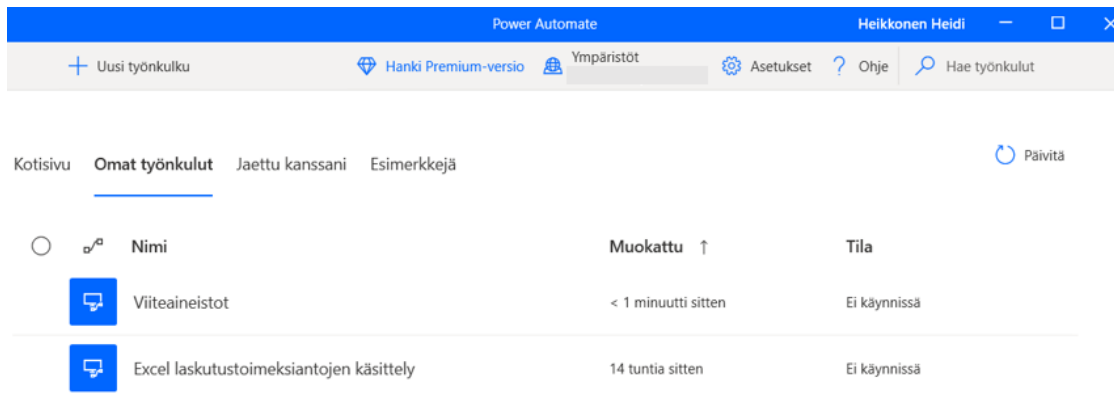 Power Automate Heikkonen Heidi
Uusi työnkulku Hanki Premium-versio Ympäristöt Asetukset ? Ohje Hae työnkulut
Kotisivu Omat työnkulut Jaettu kanssani Esimerkkejä Päivitä
Nimi Muokattu ↑ Tila
Viiteaineistot < 1 minuutti sitten Ei käynnissä
Excel laskutustoimeksiantojen käsittely 14 tuntia sitten Ei käynnissä